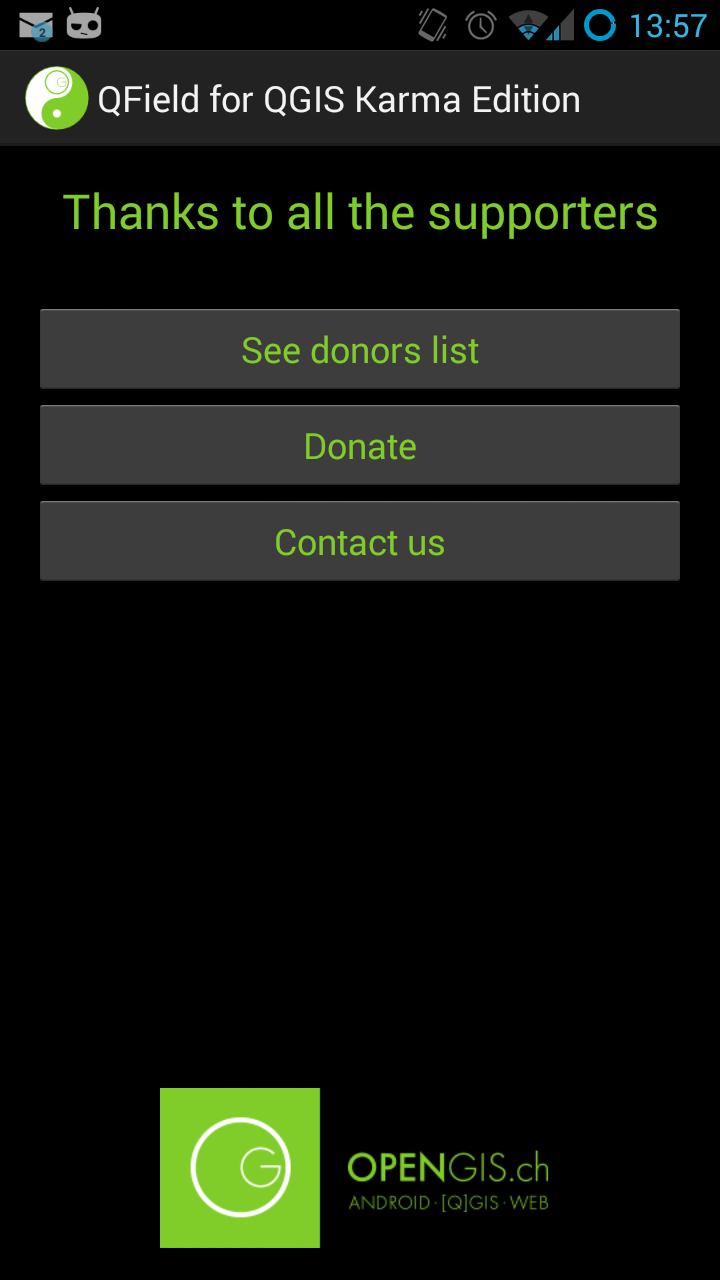 2
13:57
QField for QGIS Karma Edition
Thanks to all the supporters
See donors list
Donate
Contact us
G
OPENGIS.ch
ANDROID·[Q]GIS·WEB